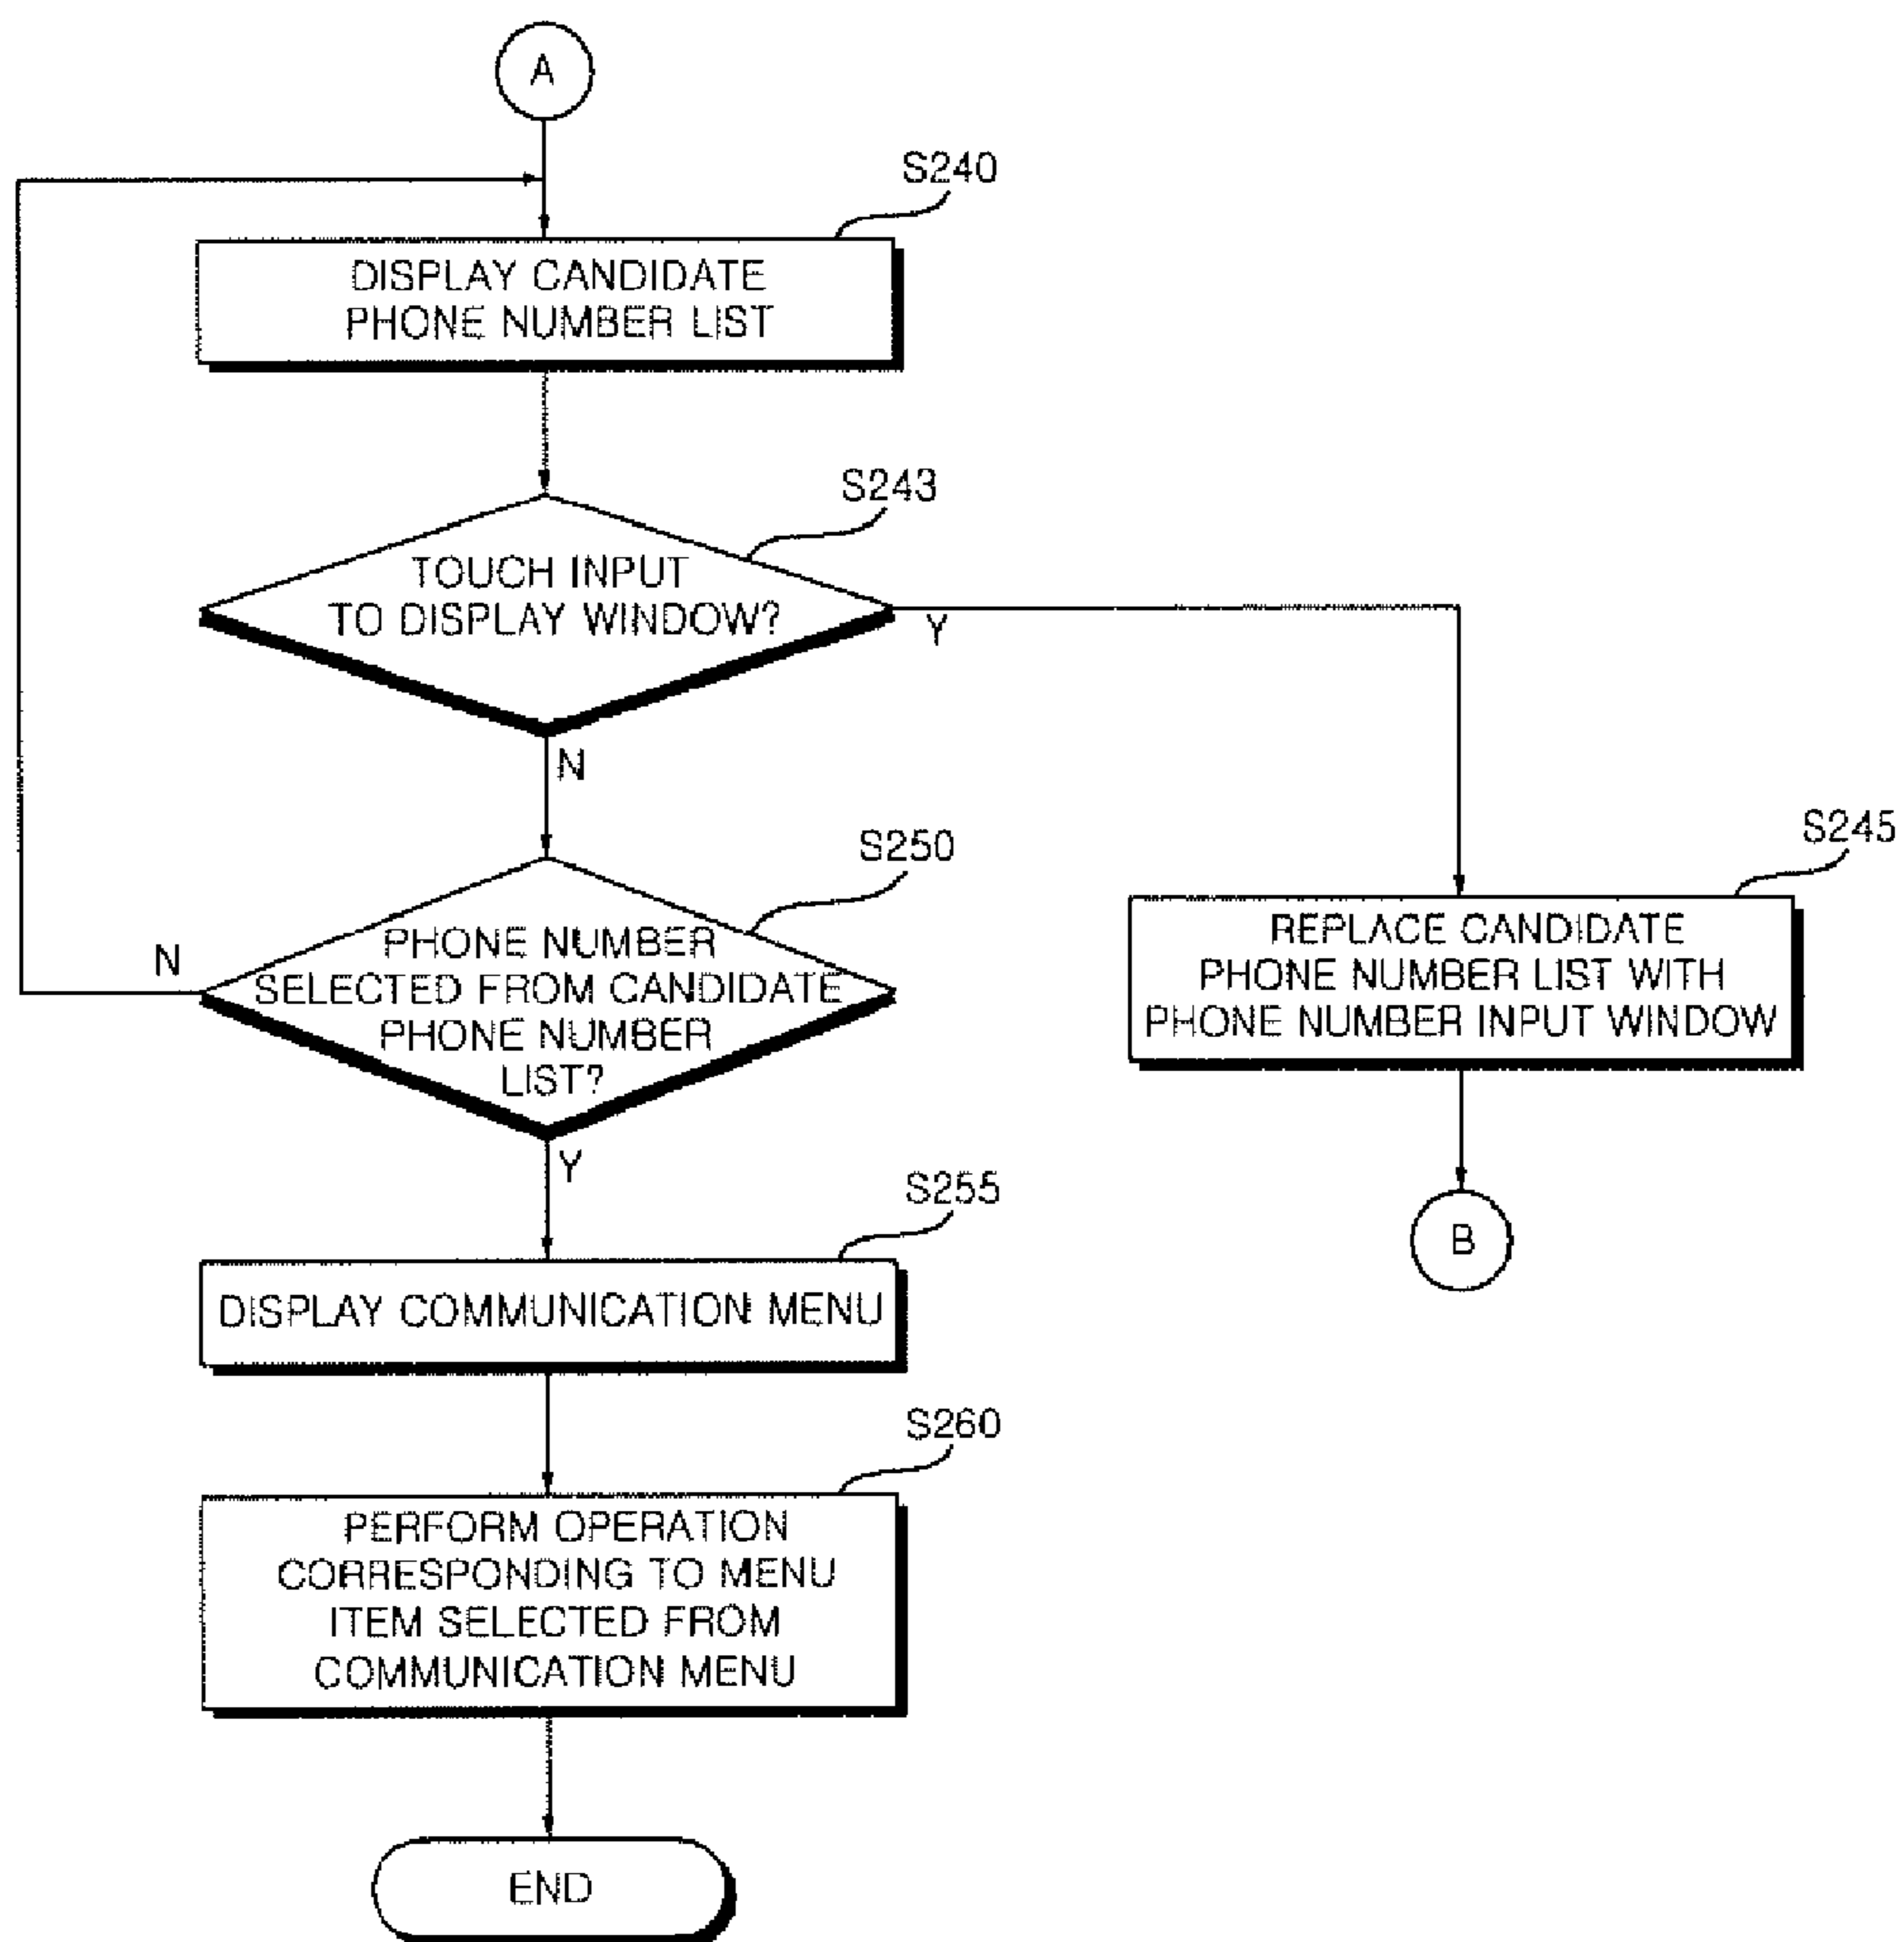 A
S240
DISPLAY CANDIDATE
PHONE NUMBER LIST
S243
TOUCH INPUT
TO DISPLAY WINDOW?
Y
N
S250
PHONE NUMBER
SELECTED FROM CANDIDATE
PHONE NUMBER
LIST?
N
Y
S245
REPLACE CANDIDATE
PHONE NUMBER LIST WITH
PHONE NUMBER INPUT WINDOW
B
S255
DISPLAY COMMUNICATION MENU
S260
PERFORM OPERATION
CORRESPONDING TO MENU
ITEM SELECTED FROM
COMMUNICATION MENU
END